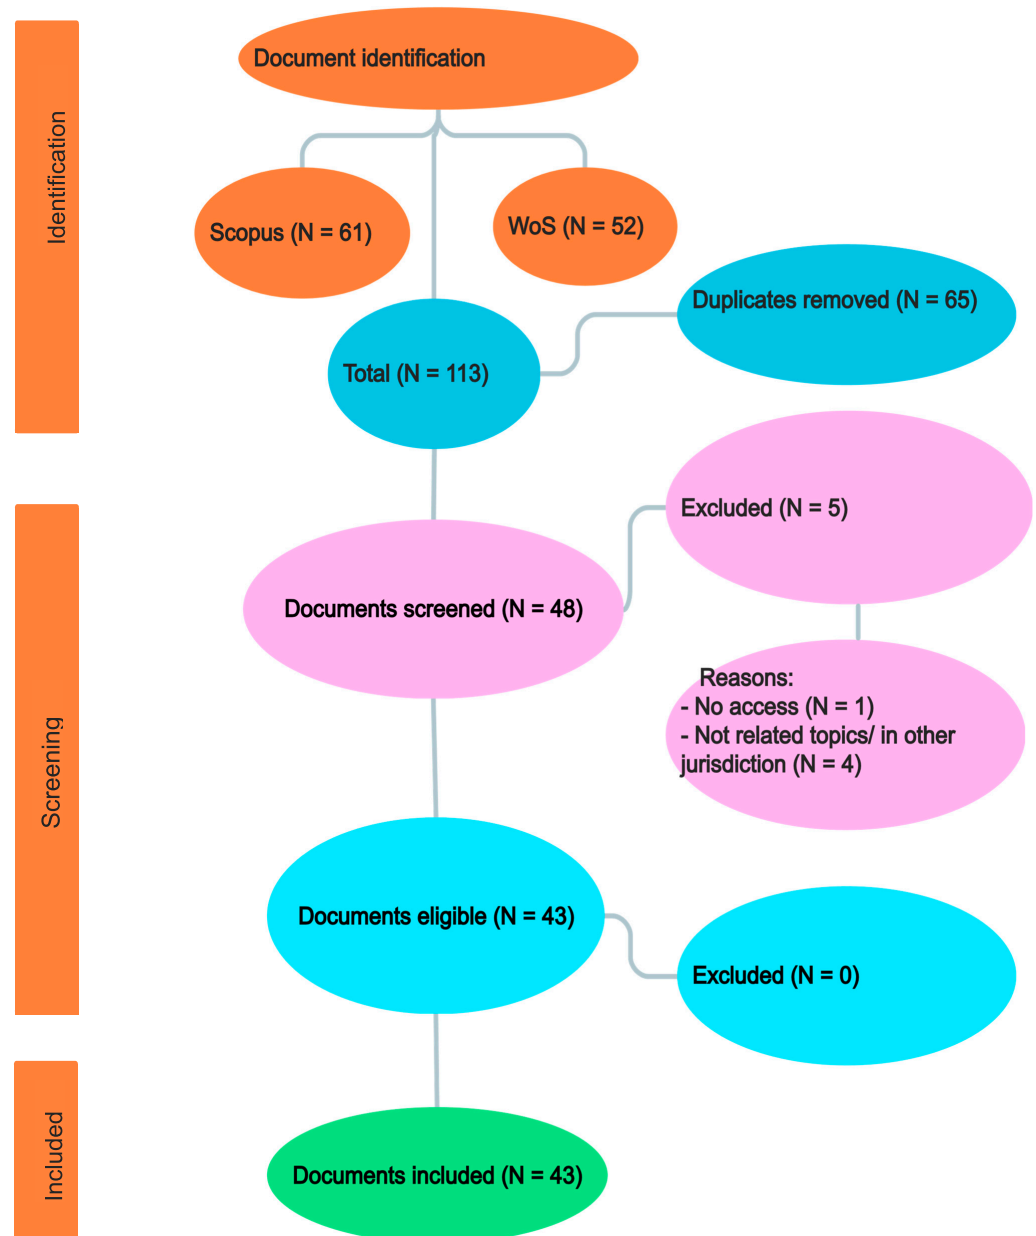 Identification
Document identification
Scopus (N = 61)
WoS (N = 52)
Duplicates removed (N = 65)
Total (N = 113)
Screening
Excluded (N = 5)
Documents screened (N = 48)
Reasons:
- No access (N = 1)
- Not related topics/ in other
jurisdiction (N = 4)
Documents eligible (N = 43)
Excluded (N = 0)
Included
Documents included (N = 43)